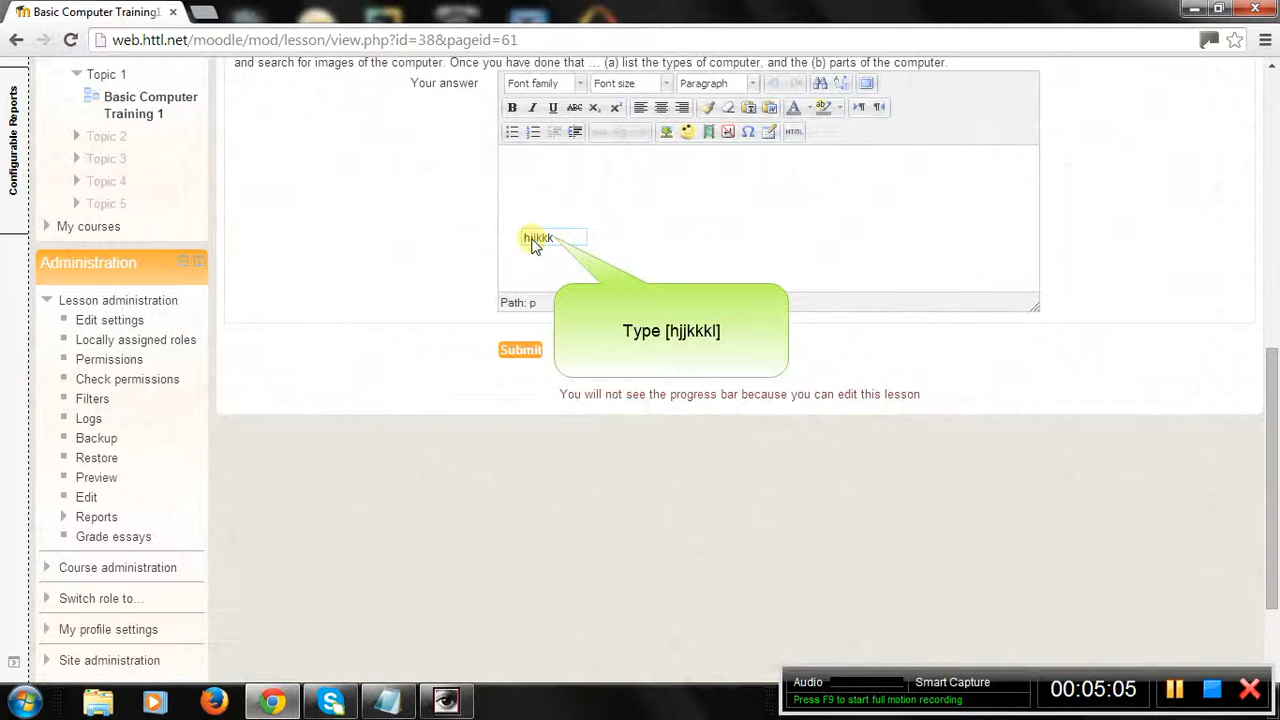 Basic Computer Training1
web.httl.net/moodle/mod/lesson/view.php?id=38&pageid=61
and search for images of the computer. Once you have done that ... (a) list the types of computer, and the (b) parts of the computer.
Configurable Reports
Topic 1
Basic Computer
Training 1
Topic 2
Topic 3
Topic 4
Topic 5
My courses
Your answer
Font family
Font size
Paragraph
B I U ABC
HTML
hjjkkk
Path: p
Type [hjjkkkl]
Submit
You will not see the progress bar because you can edit this lesson
Administration
Lesson administration
Edit settings
Locally assigned roles
Permissions
Check permissions
Filters
Logs
Backup
Restore
Preview
Edit
Reports
Grade essays
Course administration
Switch role to...
My profile settings
Site administration
Audio
Smart Capture
Press F9 to start full motion recording
00:05:05